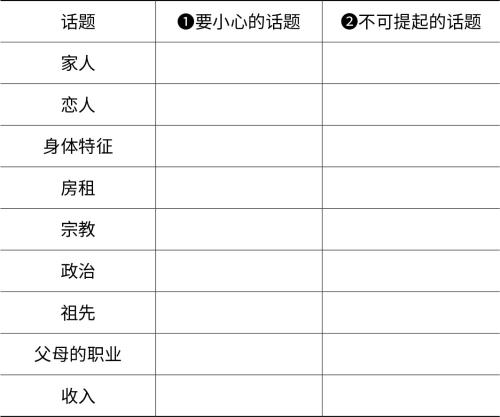 话题 ❶要小心的话题 ❷不可提起的话题
家人
恋人
身体特征
房租
宗教
政治
祖先
父母的职业
收入